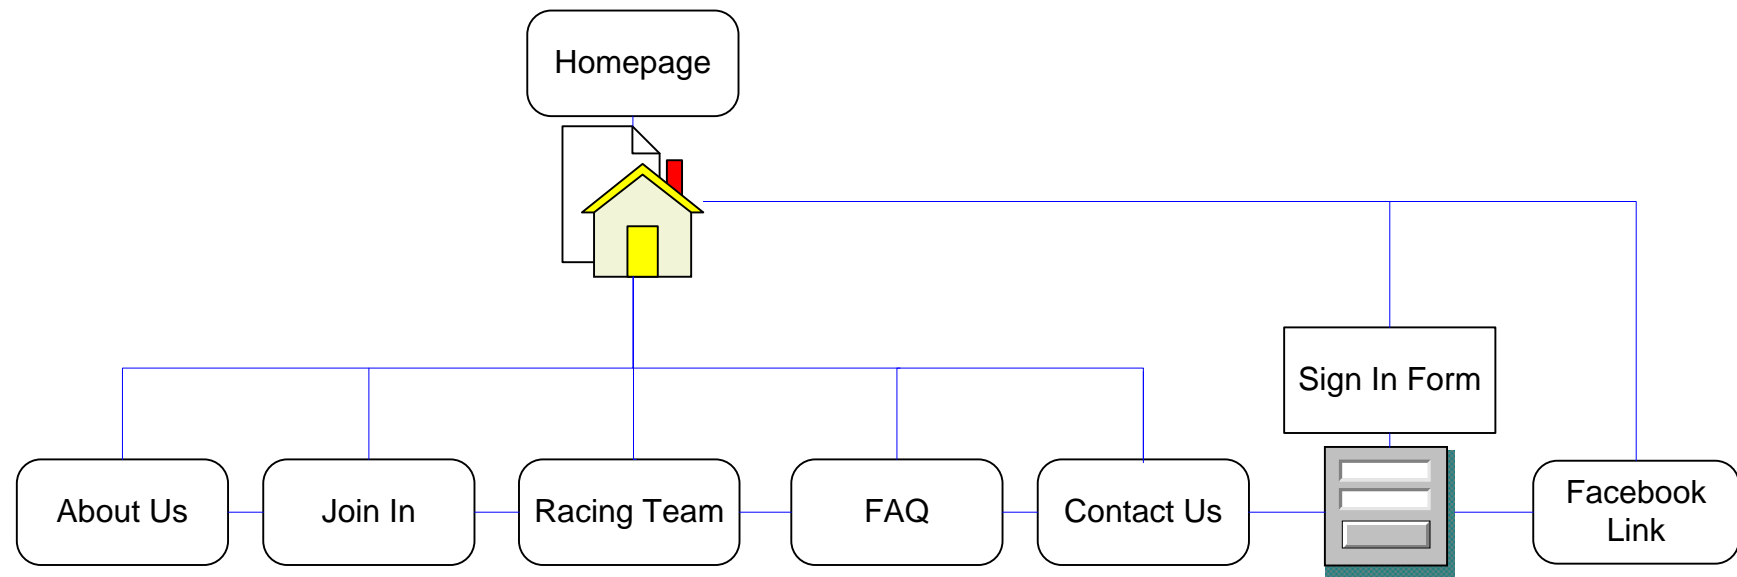 Homepage
Sign In Form
About Us
Join In
Racing Team
FAQ
Contact Us
Facebook
Link